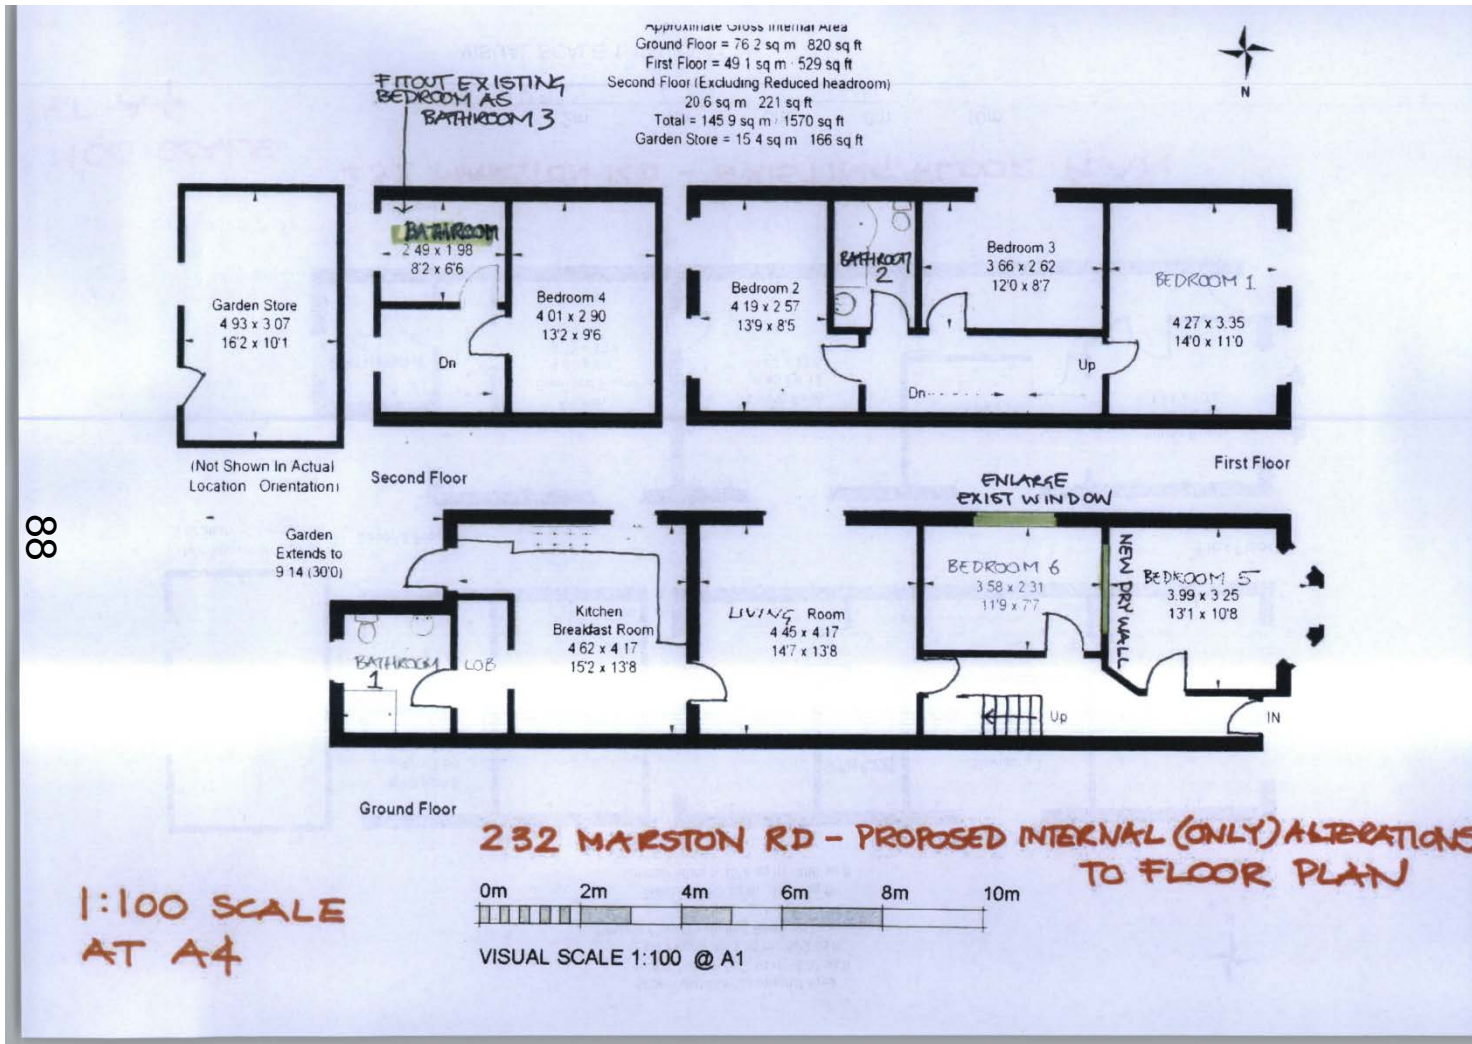 Approximate Gross Internal Area
Ground Floor = 76.2 sq m 820 sq ft
First Floor = 49 1 sq m 529 sq ft
Second Floor (Excluding Reduced headroom)
20.6 sq m 221 sq ft
Total = 145 9 sq m 1570 sq ft
Garden Store = 15 4 sq m 166 sq ft
N
FITOUT EXISTING
BEDROOM AS
BATHROOM 3
Garden Store
4 93 x 3 07
16'2 x 10'1
BATHROOM
2 49 x 1 98
8'2 x 6'6
Dn
Bedroom 4
4 01 x 2 90
13'2 x 9'6
Bedroom 2
4 19 x 2 57
13'9 x 8'5
BATHROOM
2
Bedroom 3
3 66 x 2 62
12'0 x 8'7
BEDROOM 1
4 27 x 3.35
14'0 x 11'0
Dn
Up
(Not Shown In Actual
Location Orientation)
Second Floor
First Floor
ENLARGE
EXIST WINDOW
88
Garden
Extends to
9 14 (30'0)
BATHROOM
1
LOB
Kitchen
Breakfast Room
4 62 x 4 17
15'2 x 13'8
LIVING Room
4 45 x 4.17
14'7 x 13'8
BEDROOM 6
3 58 x 2 31
11'9 x 7'7
NEW DRY WALL
BEDROOM 5
3.99 x 3 25
13'1 x 10'8
Up
IN
Ground Floor
232 MARSTON RD - PROPOSED INTERNAL (ONLY) ALTERATIONS
TO FLOOR PLAN
1:100 SCALE
AT A4
0m 2m 4m 6m 8m 10m
VISUAL SCALE 1:100 @ A1